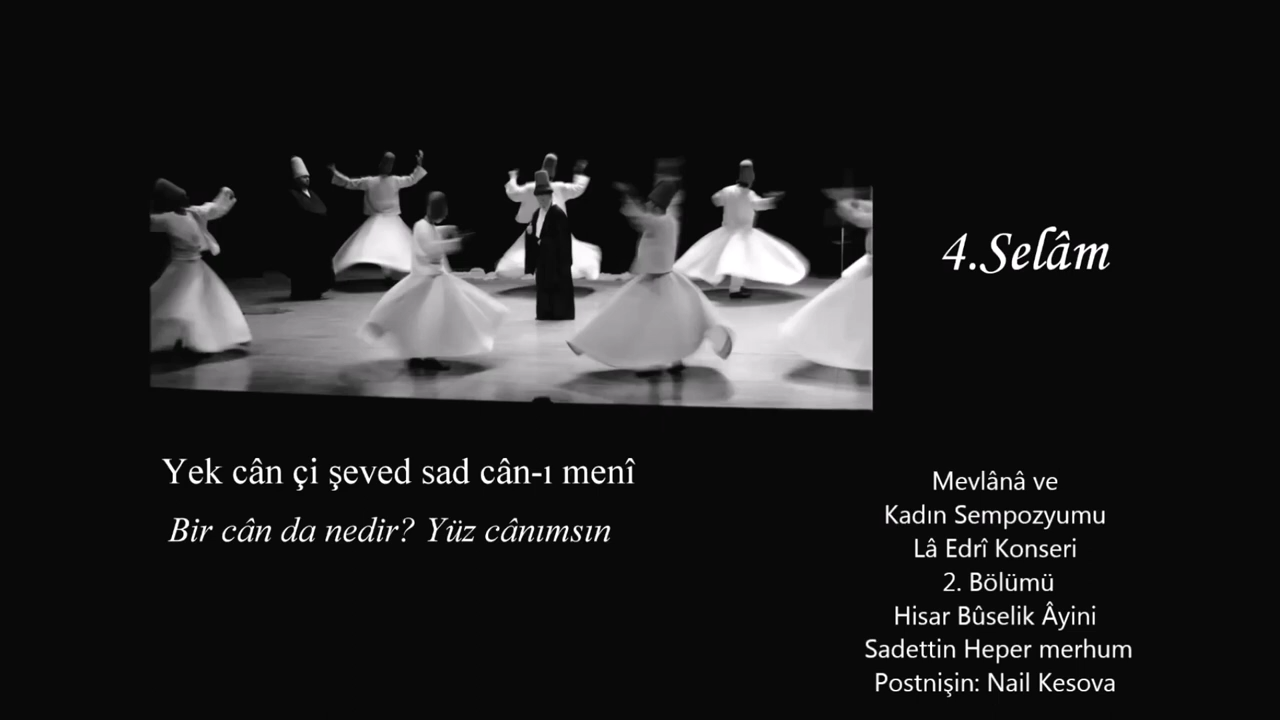 4.Selâm
Yek cân çi şeved sad cân-ı menî
Bir cân da nedir? Yüz cânımsın
Mevlânâ ve
Kadın Sempozyumu
Lâ Edrî Konseri
2. Bölümü
Hisar Bûselik Âyini
Sadettin Heper merhum
Postnişin: Nail Kesova